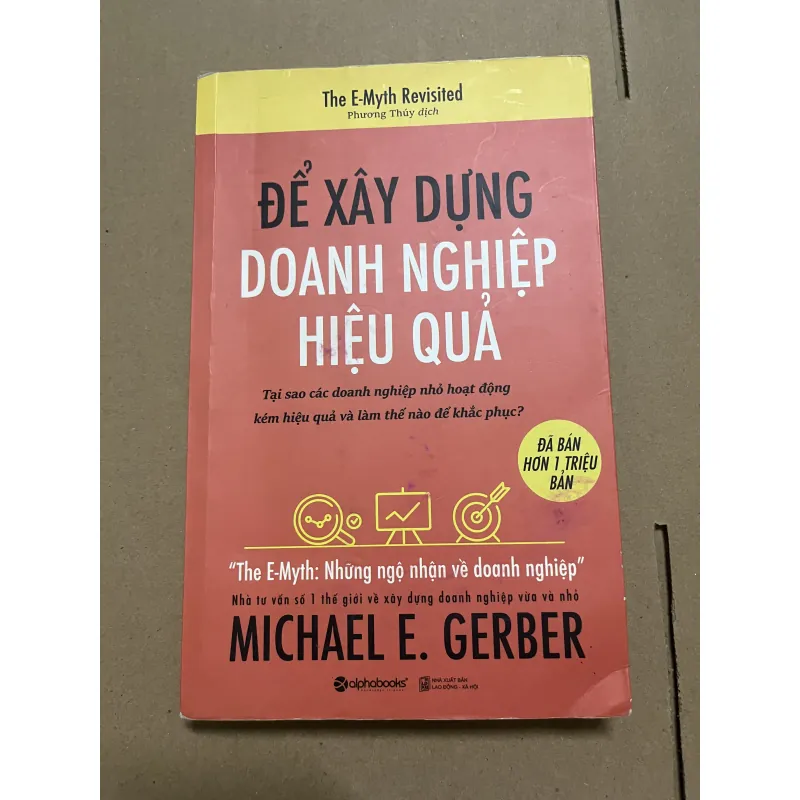 The E-Myth Revisited
Phương Thủy dịch
ĐỂ XÂY DỰNG
DOANH NGHIỆP
HIỆU QUẢ
Tại sao các doanh nghiệp nhỏ hoạt động
kém hiệu quả và làm thế nào để khắc phục?
ĐÃ BÁN
HƠN 1 TRIỆU
BẢN
“The E-Myth: Những ngộ nhận về doanh nghiệp”
Nhà tư vấn số 1 thế giới về xây dựng doanh nghiệp vừa và nhỏ
MICHAEL E. GERBER
alphabooks
NHÀ XUẤT BẢN
LAO ĐỘNG - XÃ HỘI